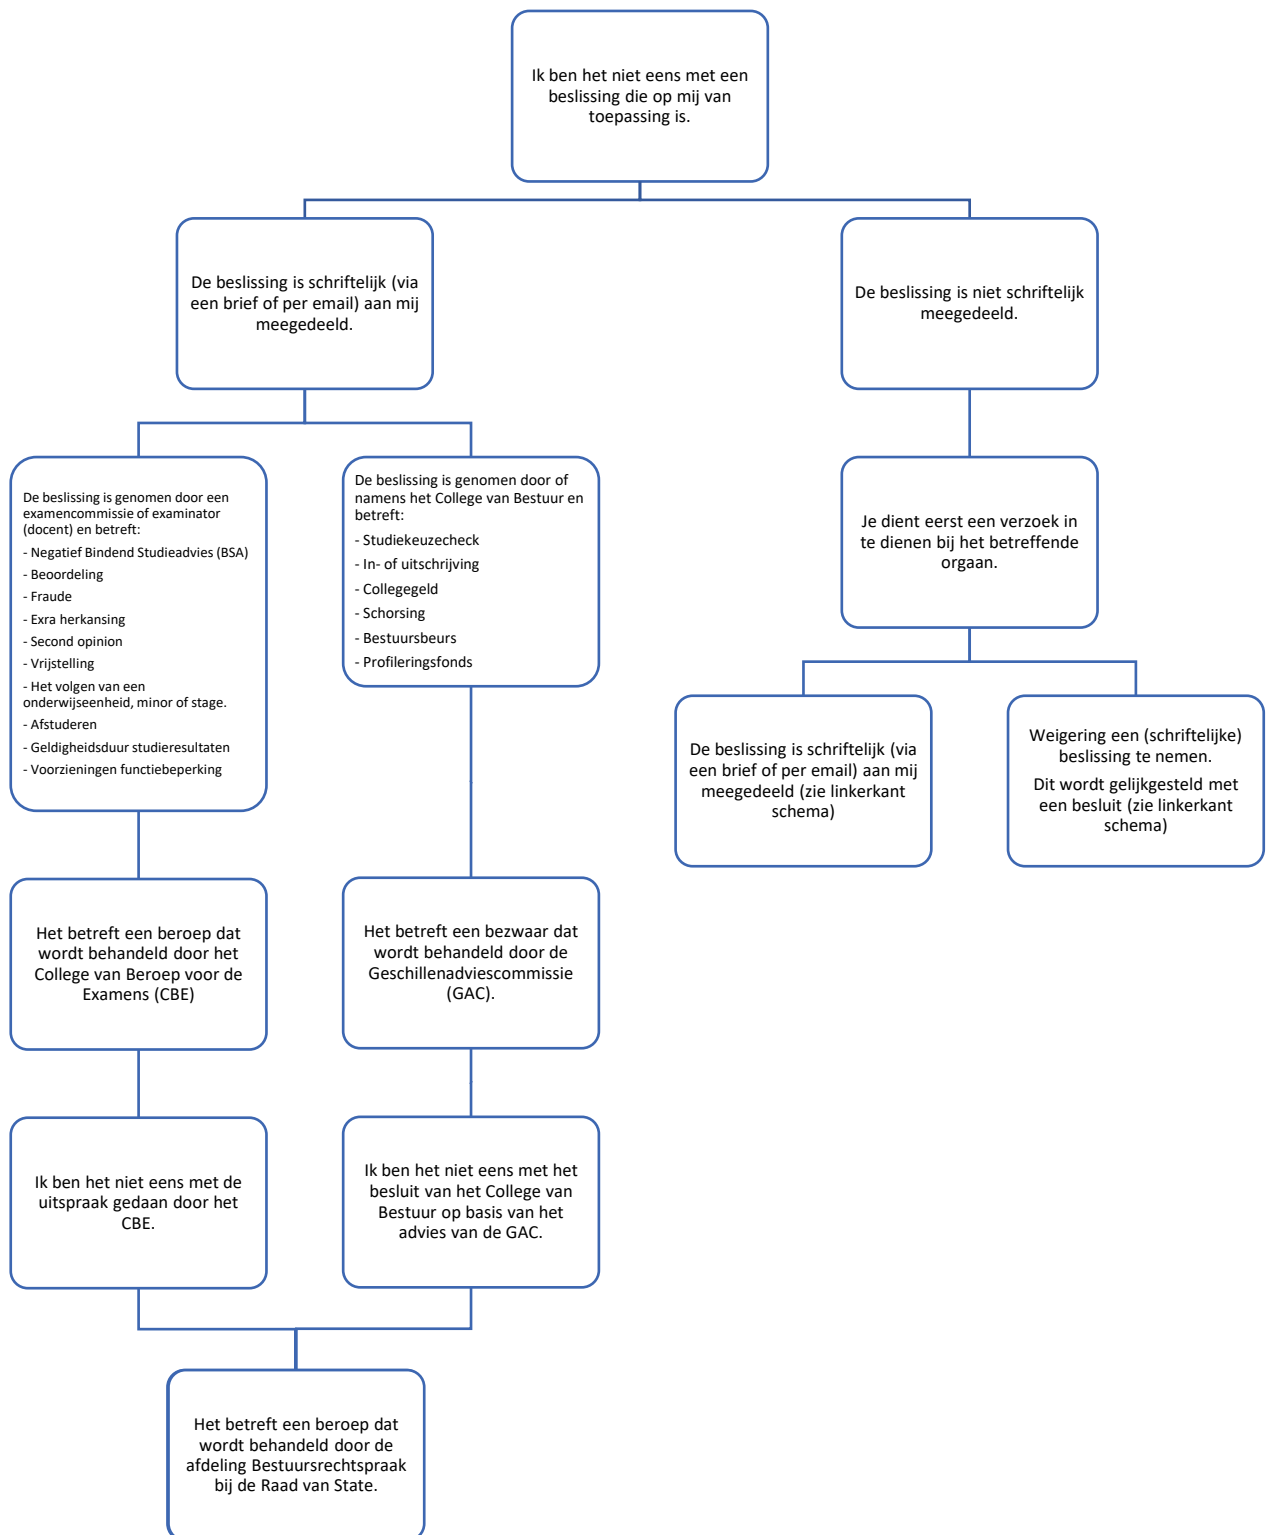 Ik ben het niet eens met een
beslissing die op mij van
toepassing is.
De beslissing is schriftelijk (via
een brief of per email) aan mij
meegedeeld.
De beslissing is niet schriftelijk
meegedeeld.
De beslissing is genomen door een
examencommissie of examinator
(docent) en betreft:
- Negatief Bindend Studieadvies (BSA)
- Beoordeling
- Fraude
- Exra herkansing
- Second opinion
- Vrijstelling
- Het volgen van een
onderwijseenheid, minor of stage.
- Afstuderen
- Geldigheidsduur studieresultaten
- Voorzieningen functiebeperking
De beslissing is genomen door of
namens het College van Bestuur en
betreft:
- Studiekeuzecheck
- In- of uitschrijving
- Collegegeld
- Schorsing
- Bestuursbeurs
- Profileringsfonds
Je dient eerst een verzoek in
te dienen bij het betreffende
orgaan.
De beslissing is schriftelijk (via
een brief of per email) aan mij
meegedeeld (zie linkerkant
schema)
Weigering een (schriftelijke)
beslissing te nemen.
Dit wordt gelijkgesteld met
een besluit (zie linkerkant
schema)
Het betreft een beroep dat
wordt behandeld door het
College van Beroep voor de
Examens (CBE)
Het betreft een bezwaar dat
wordt behandeld door de
Geschillenadviescommissie
(GAC).
Ik ben het niet eens met de
uitspraak gedaan door het
CBE.
Ik ben het niet eens met het
besluit van het College van
Bestuur op basis van het
advies van de GAC.
Het betreft een beroep dat
wordt behandeld door de
afdeling Bestuursrechtspraak
bij de Raad van State.